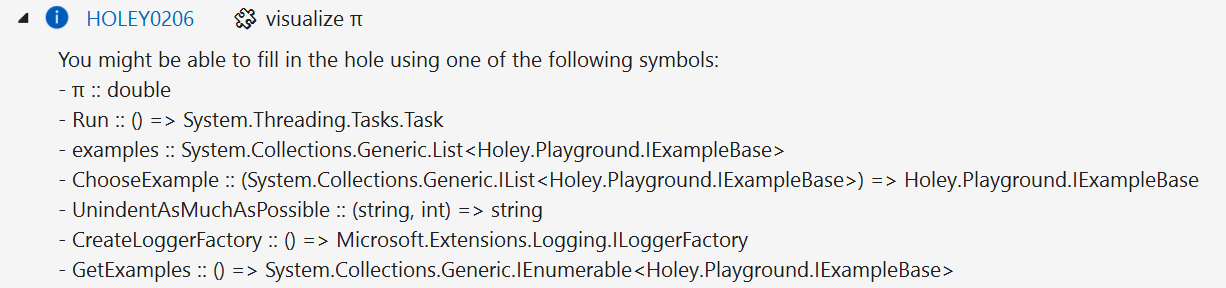 HOLEY0206 visualize π
You might be able to fill in the hole using one of the following symbols:
- π :: double
- Run :: () => System.Threading.Tasks.Task
- examples :: System.Collections.Generic.List<Holey.Playground.IExampleBase>
- ChooseExample :: (System.Collections.Generic.IList<Holey.Playground.IExampleBase>) => Holey.Playground.IExampleBase
- UnindentAsMuchAsPossible :: (string, int) => string
- CreateLoggerFactory :: () => Microsoft.Extensions.Logging.ILoggerFactory
- GetExamples :: () => System.Collections.Generic.IEnumerable<Holey.Playground.IExampleBase>